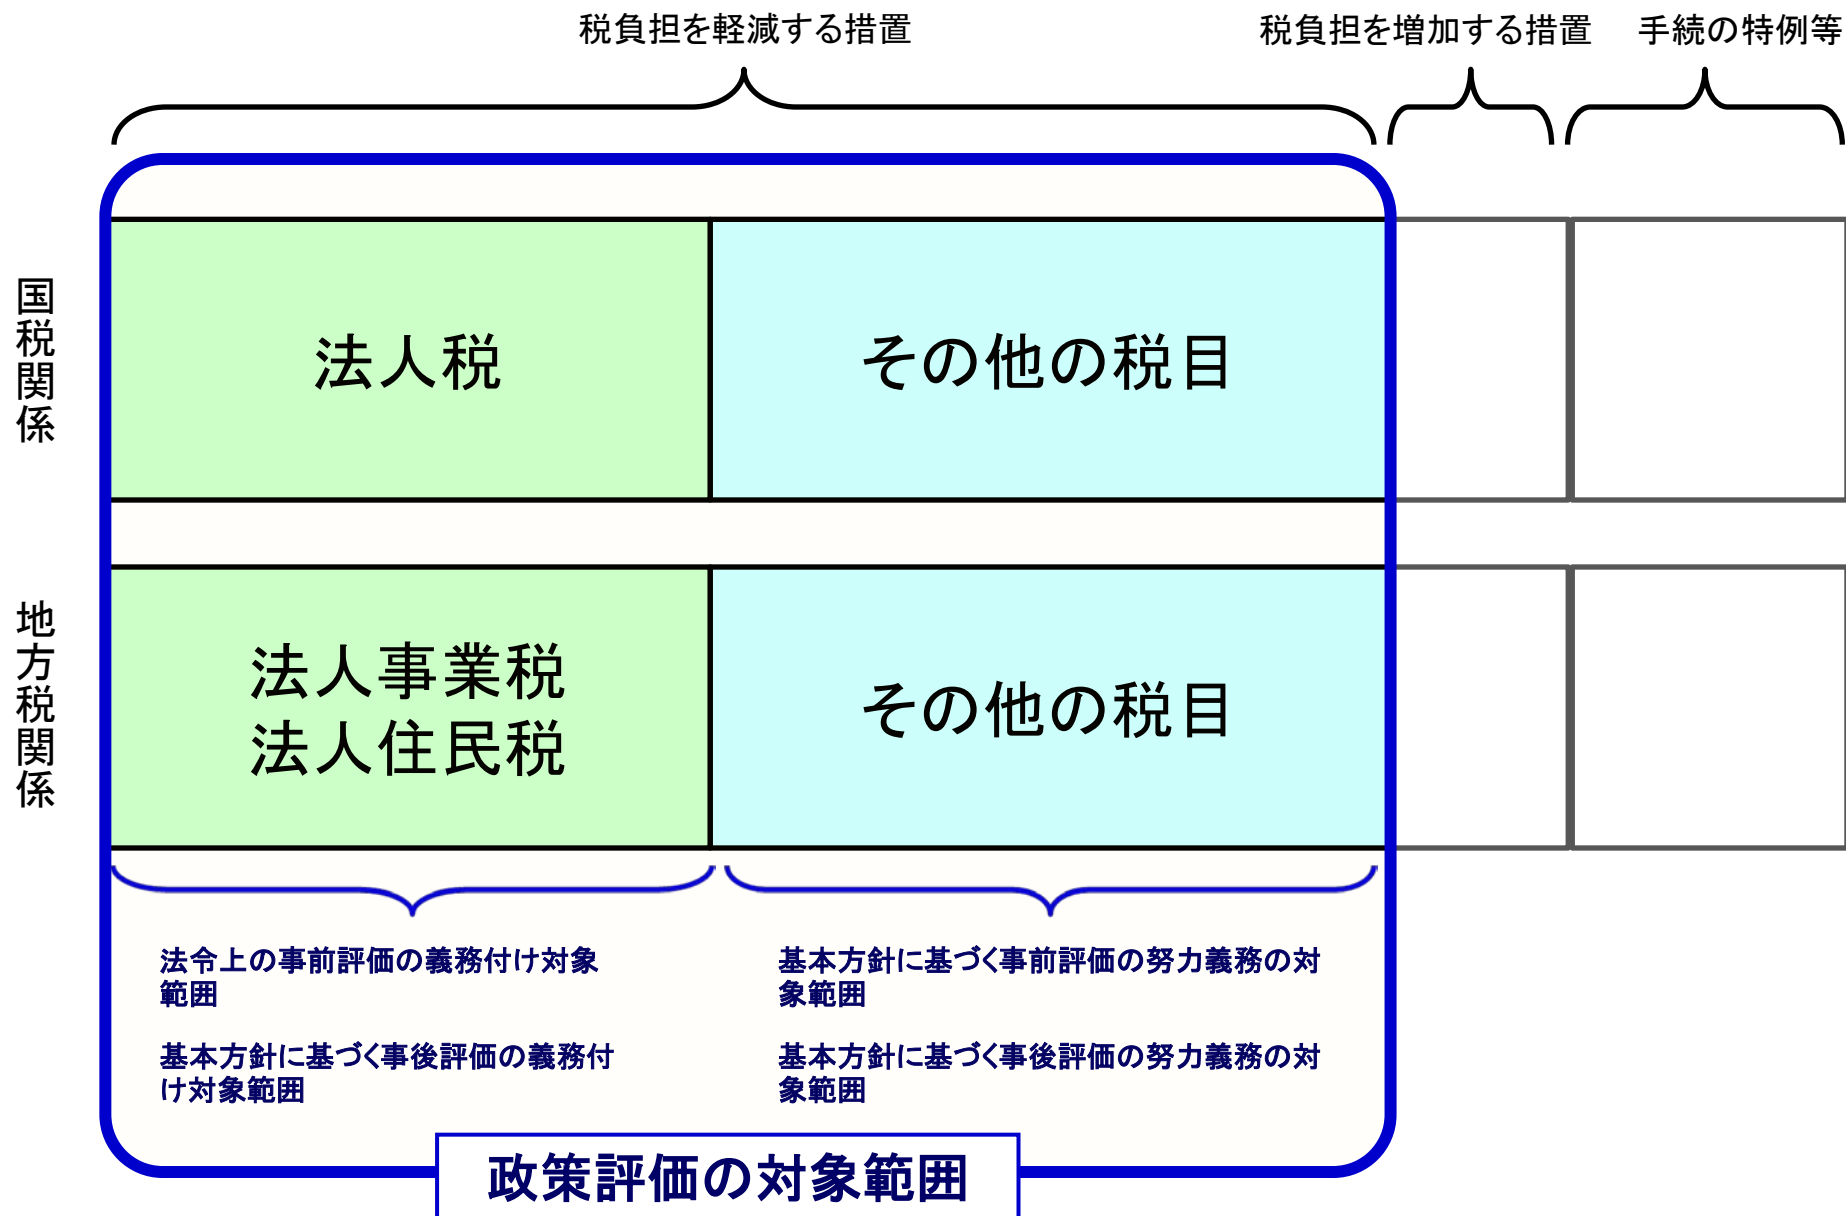 税負担を軽減する措置
税負担を増加する措置
手続の特例等
国税関係
法人税
その他の税目
地方税関係
法人事業税
法人住民税
その他の税目
法令上の事前評価の義務付け対象
範囲
基本方針に基づく事後評価の義務付
け対象範囲
基本方針に基づく事前評価の努力義務の対
象範囲
基本方針に基づく事後評価の努力義務の対
象範囲
政策評価の対象範囲